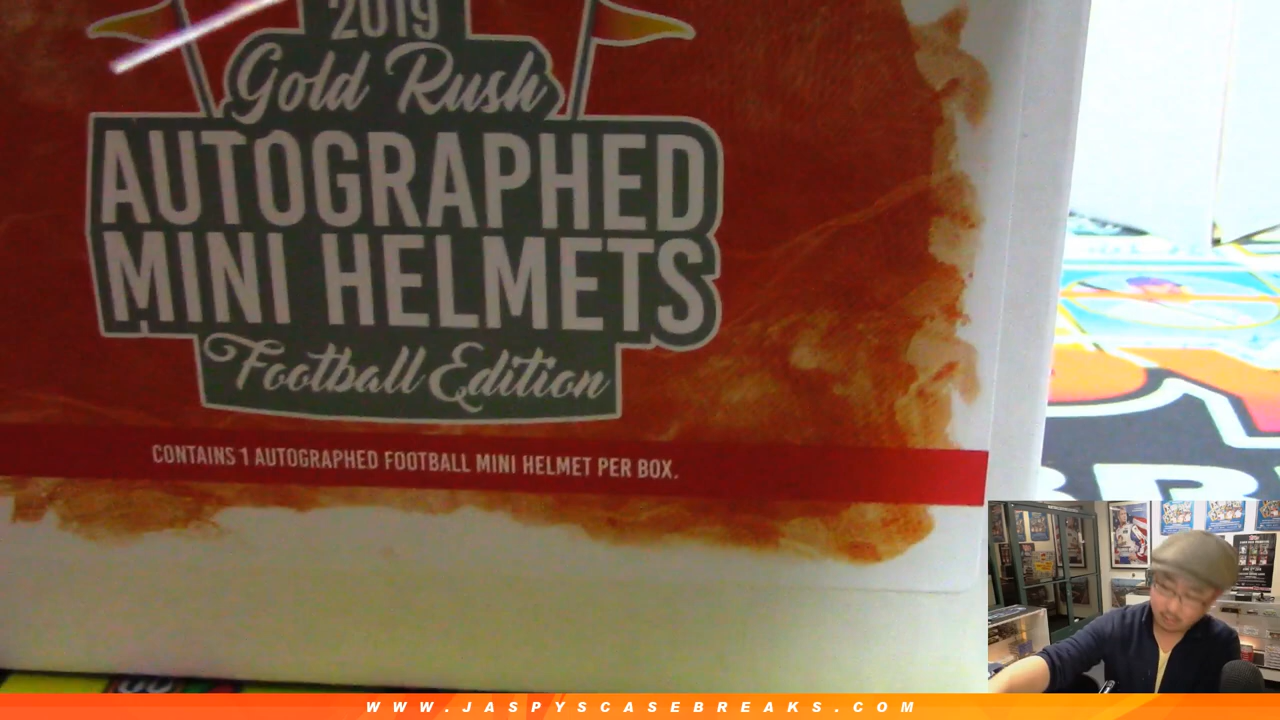 2019
Gold Rush
AUTOGRAPHED
MINI HELMETS
Football Edition
CONTAINS 1 AUTOGRAPHED FOOTBALL MINI HELMET PER BOX.
WWW.JASPYSCASEBREAKS.COM